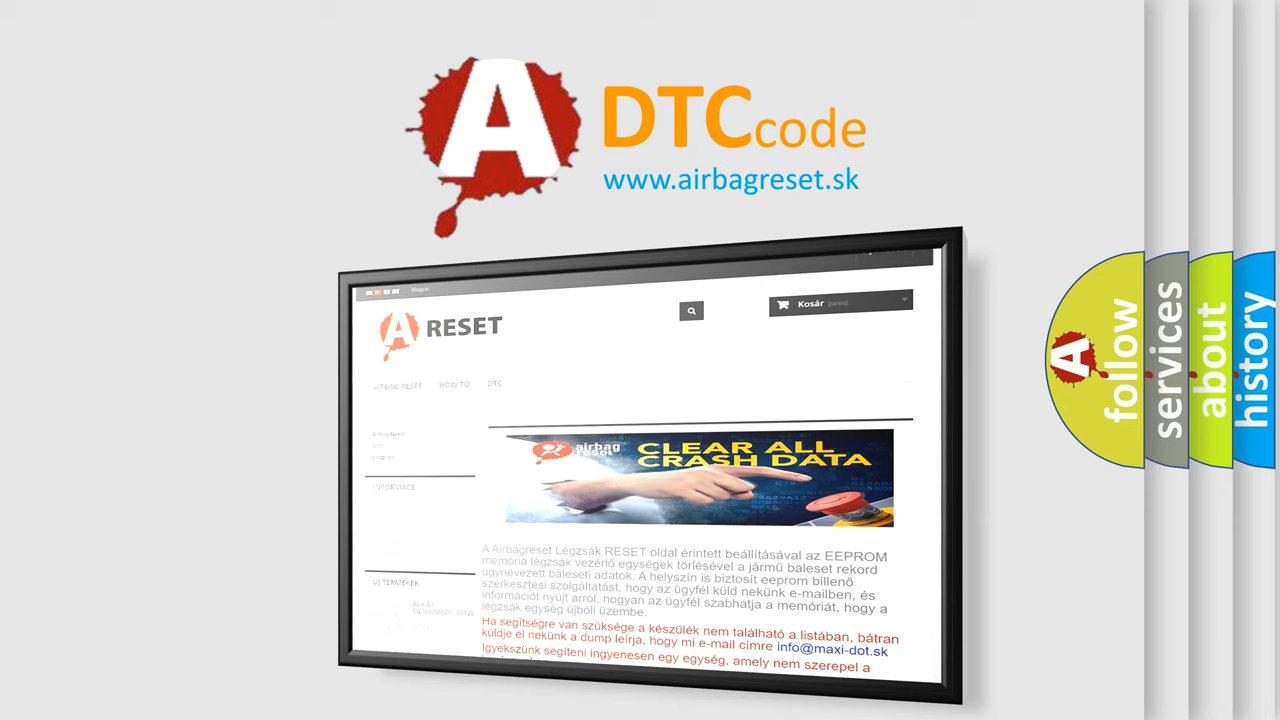 A
DTC code
www.airbagreset.sk
Magyar
A RESET
Kosár (üres)
AIRBAG RESET HOW TO DTC
INFORMACE
ÚJ TERMÉKEK
airbag
reset
CLEAR ALL
CRASH DATA
A Airbagreset Légzsák RESET oldal érintett beállításával az EEPROM
memória légzsák vezérlő egységek törlésével a jármű baleset rekord
úgynevezett baleseti adatok. A helyszín is biztosít eeprom billenő
szerkesztési szolgáltatást, hogy az ügyfél küld nekünk e-mailben, és
információt nyújt arról, hogyan az ügyfél szabhatja a memóriát, hogy a
légzsák egység újbóli üzembe.
Ha segítségre van szüksége a készülék nem található a listában, bátran
küldje el nekünk a dump leírja, hogy mi e-mail címre info@maxi-dot.sk
Igyekszünk segíteni ingyenesen egy egység, amely nem szerepel a
A
follow
services
about
history